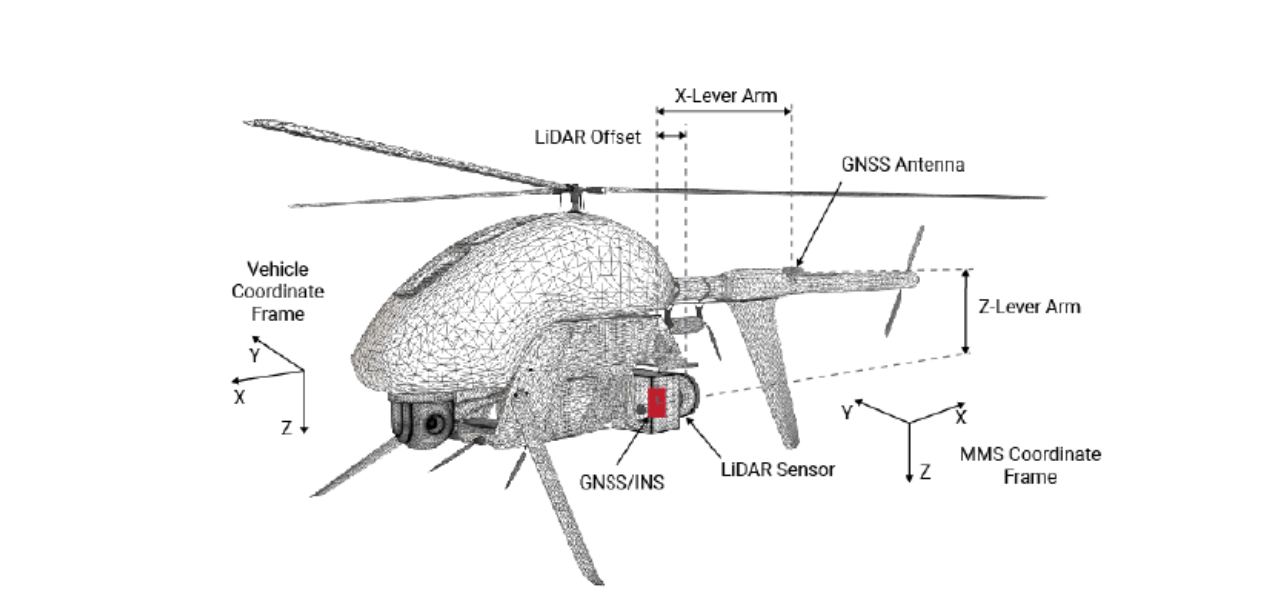 X-Lever Arm
LiDAR Offset
GNSS Antenna
Vehicle
Coordinate
Frame
Y
X
Z
Z-Lever Arm
Y
X
Z
MMS Coordinate
Frame
GNSS/INS
LiDAR Sensor